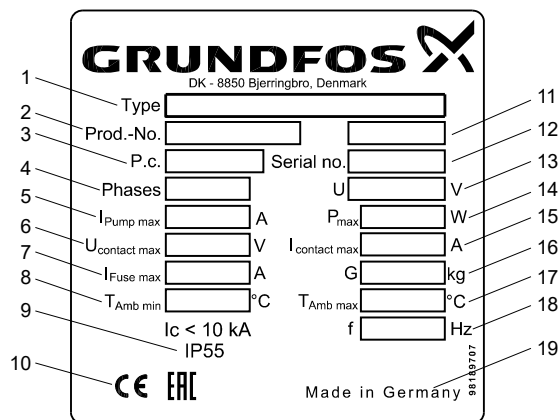 GRUNDFOS
DK - 8850 Bjerringbro, Denmark
1 Type 11
2 Prod.-No. 12
3 P.c. Serial no. 13
4 Phases U V 14
5 I Pump max A P max W 15
6 U contact max V I contact max A 16
7 I Fuse max A G kg 17
8 T Amb min °C T Amb max °C 18
9 Ic < 10 kA f Hz 19
IP55
10 CE EAC Made in Germany 98189707